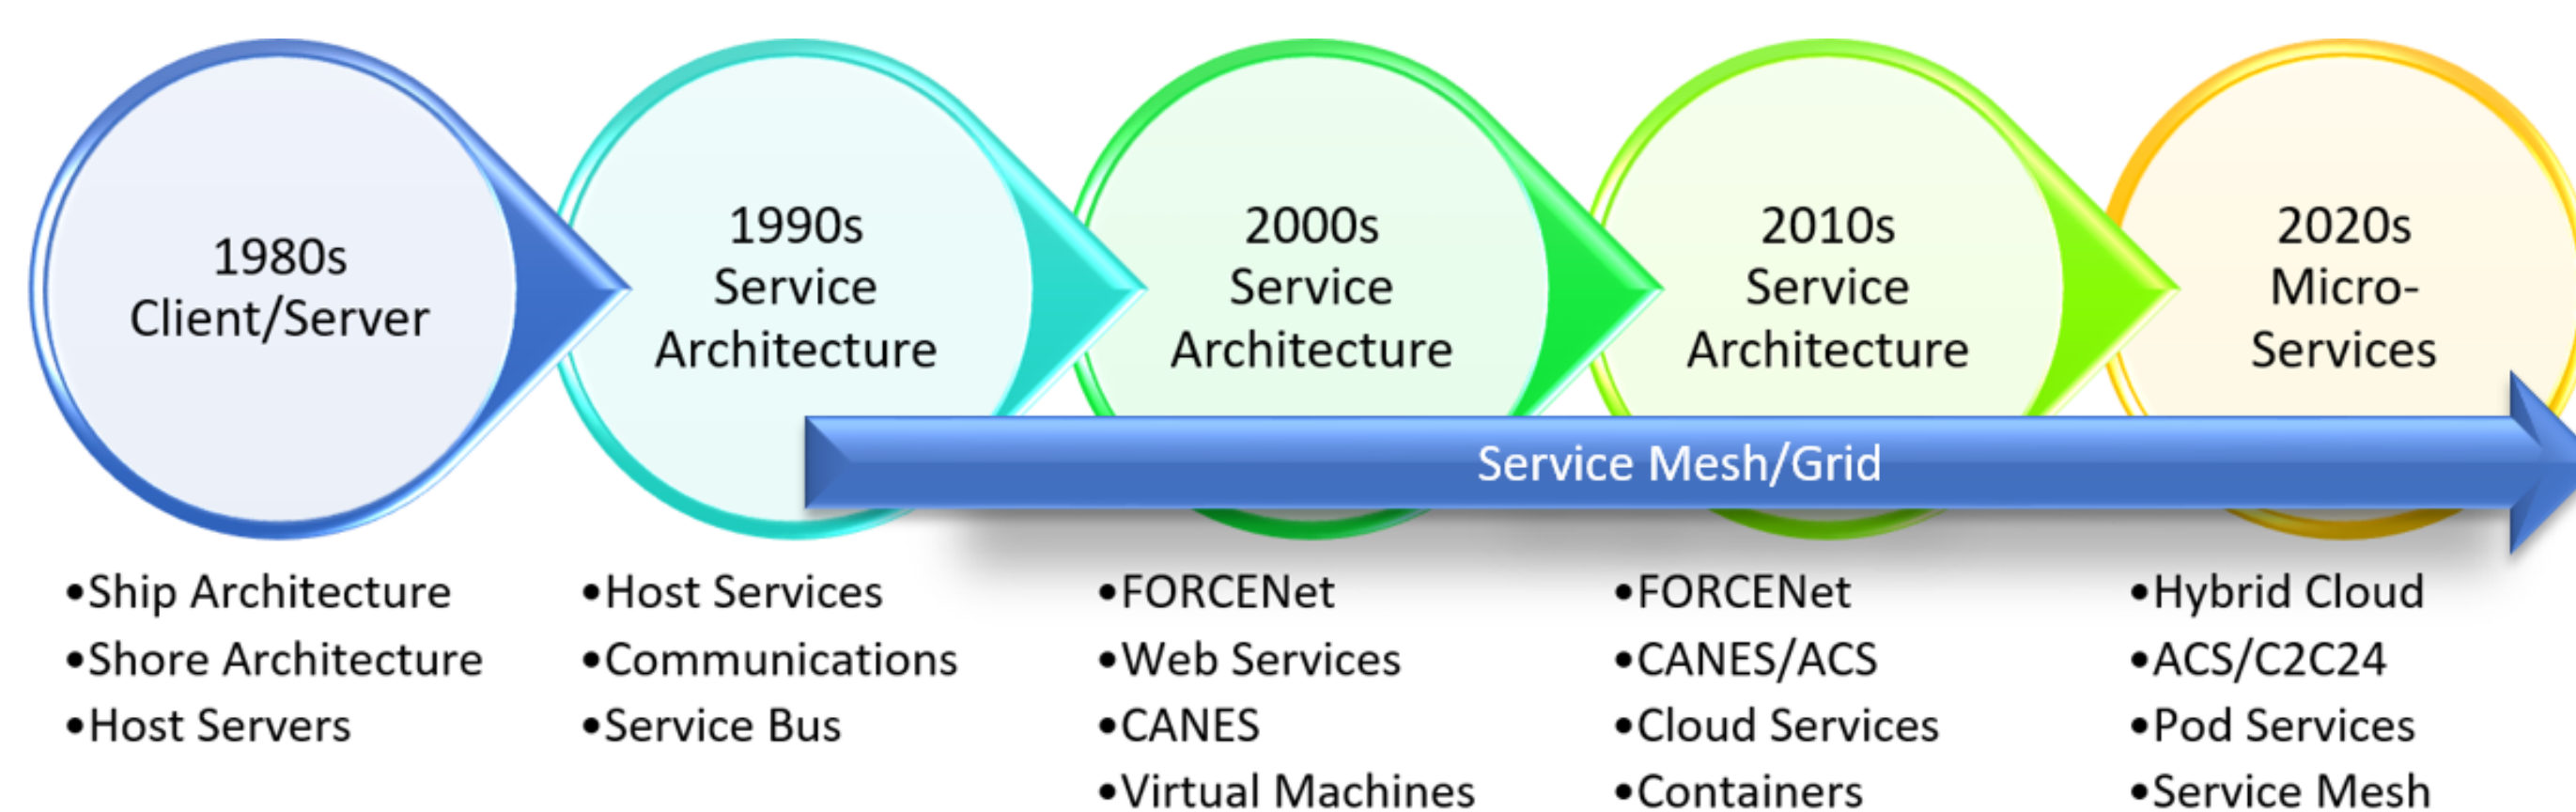 1980s
Client/Server
1990s
Service
Architecture
2000s
Service
Architecture
2010s
Service
Architecture
2020s
Micro-
Services
Service Mesh/Grid
•Ship Architecture
•Shore Architecture
•Host Servers
•Host Services
•Communications
•Service Bus
•FORCENet
•Web Services
•CANES
•Virtual Machines
•FORCENet
•CANES/ACS
•Cloud Services
•Containers
•Hybrid Cloud
•ACS/C2C24
•Pod Services
•Service Mesh